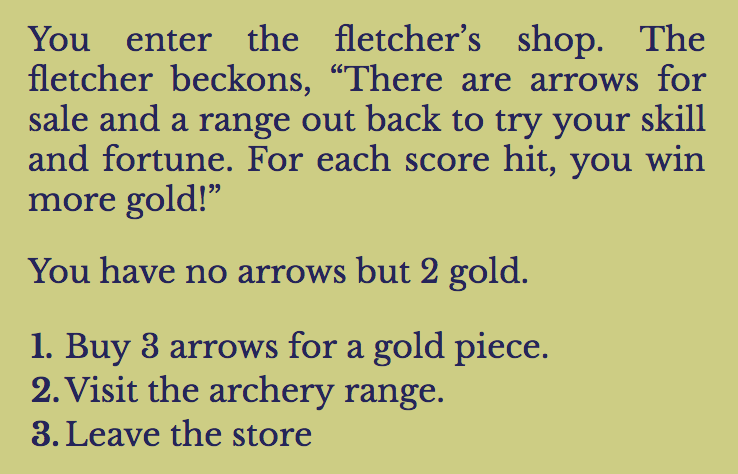 You enter the fletcher’s shop. The
fletcher beckons, “There are arrows for
sale and a range out back to try your skill
and fortune. For each score hit, you win
more gold!”
You have no arrows but 2 gold.
1. Buy 3 arrows for a gold piece.
2. Visit the archery range.
3. Leave the store